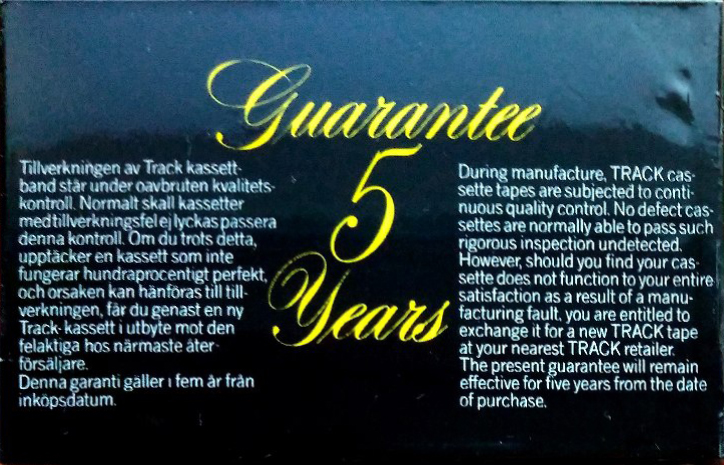 Guarantee
5
Years
Tillverkningen av Track kassett-
band står under oavbruten kvalitets-
kontroll. Normalt skall kassetter
med tillverkningsfel ej lyckas passera
denna kontroll. Om du trots detta,
upptäcker en kassett som inte
fungerar hundraprocentigt perfekt,
och orsaken kan hänföras till till-
verkningen, får du genast en ny
Track-kassett i utbyte mot den
felaktiga hos närmaste åter-
försäljare.
Denna garanti gäller i fem år från
inköpsdatum.
During manufacture, TRACK cas-
sette tapes are subjected to conti-
nuous quality control. No defect cas-
settes are normally able to pass such
rigorous inspection undetected.
However, should you find your cas-
sette does not function to your entire
satisfaction as a result of a manu-
facturing fault, you are entitled to
exchange it for a new TRACK tape
at your nearest TRACK retailer.
The present guarantee will remain
effective for five years from the date
of purchase.